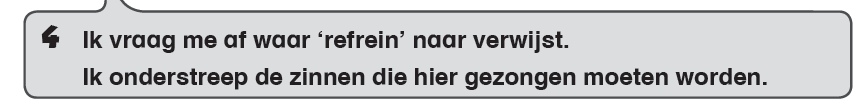 4 Ik vraag me af waar ‘refrein’ naar verwijst.
Ik onderstreep de zinnen die hier gezongen moeten worden.